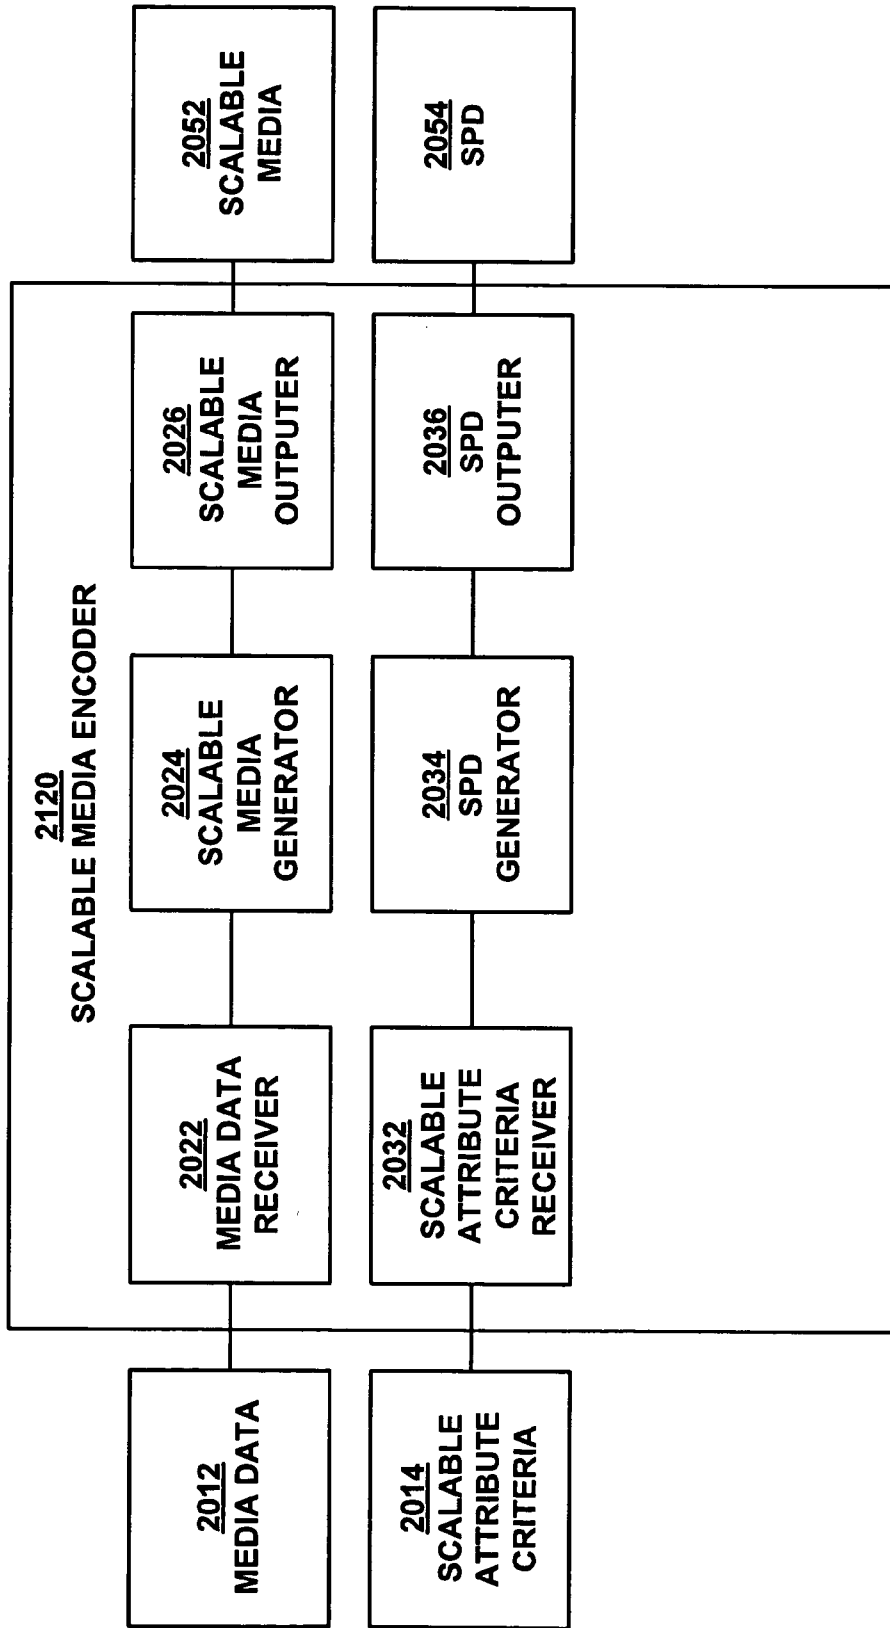 2120
SCALABLE MEDIA ENCODER
2012
MEDIA DATA
2022
MEDIA DATA
RECEIVER
2024
SCALABLE
MEDIA
GENERATOR
2026
SCALABLE
MEDIA
OUTPUTER
2052
SCALABLE
MEDIA
2014
SCALABLE
ATTRIBUTE
CRITERIA
2032
SCALABLE
ATTRIBUTE
CRITERIA
RECEIVER
2034
SPD
GENERATOR
2036
SPD
OUTPUTER
2054
SPD